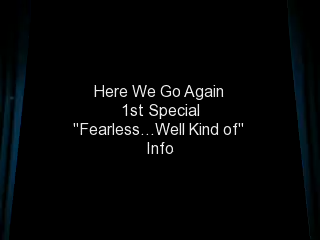 Here We Go Again
1st Special
"Fearless...Well Kind of"
Info